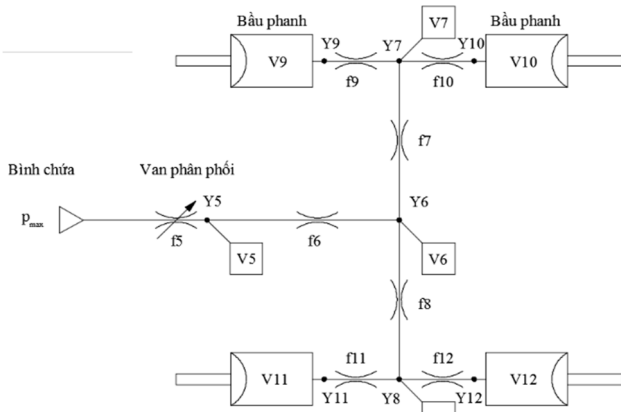 Bầu phanh
V7
Bầu phanh
Y9
Y7
Y10
V9
V10
f9
f10
f7
Bình chứa
Van phân phối
Y5
Y6
p_max
f5
f6
V5
V6
f8
f11
f12
V11
V12
Y11
Y8
Y12